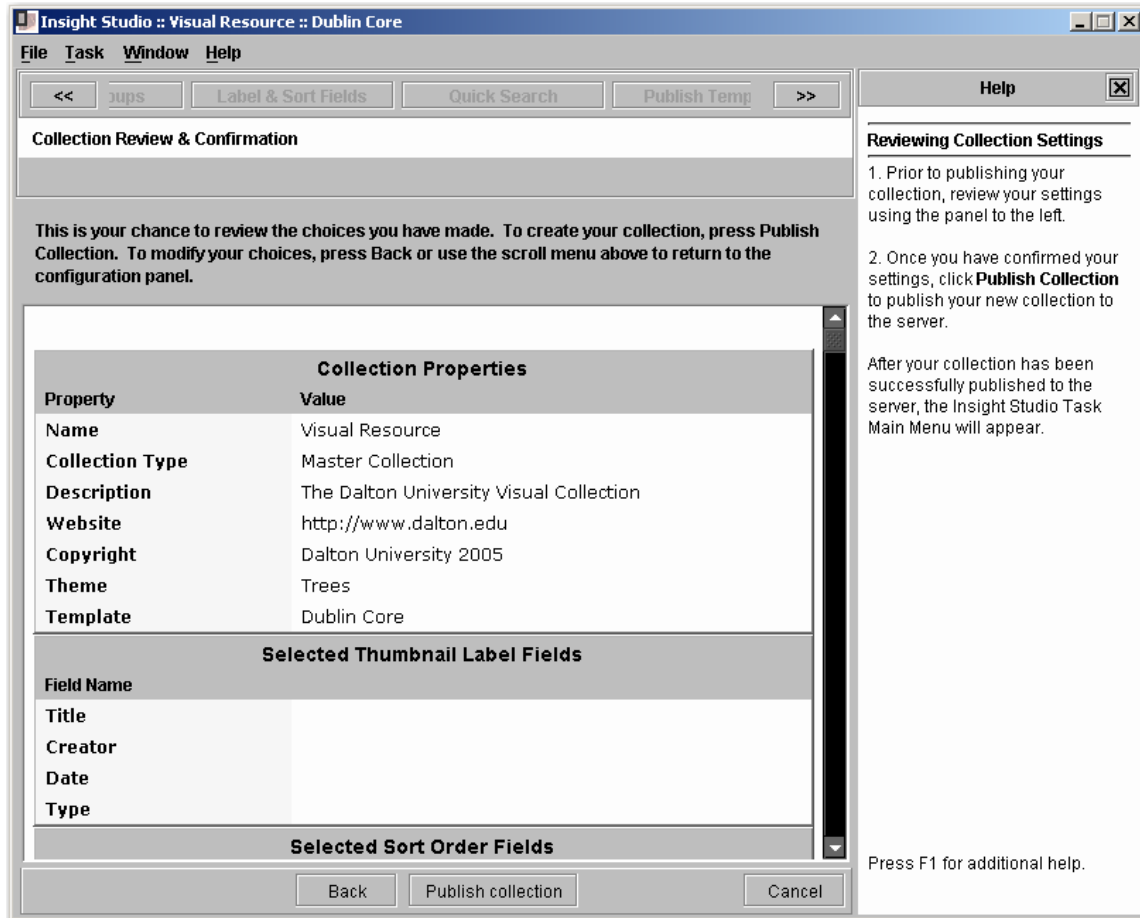 Insight Studio :: Visual Resource :: Dublin Core
File Task Window Help
<< oups Label & Sort Fields Quick Search Publish Temp >>
Collection Review & Confirmation
This is your chance to review the choices you have made. To create your collection, press Publish
Collection. To modify your choices, press Back or use the scroll menu above to return to the
configuration panel.
Collection Properties
Property Value
Name Visual Resource
Collection Type Master Collection
Description The Dalton University Visual Collection
Website http://www.dalton.edu
Copyright Dalton University 2005
Theme Trees
Template Dublin Core
Selected Thumbnail Label Fields
Field Name
Title
Creator
Date
Type
Selected Sort Order Fields
Back Publish collection Cancel
Help
Reviewing Collection Settings
1. Prior to publishing your
collection, review your settings
using the panel to the left.
2. Once you have confirmed your
settings, click Publish Collection
to publish your new collection to
the server.
After your collection has been
successfully published to the
server, the Insight Studio Task
Main Menu will appear.
Press F1 for additional help.